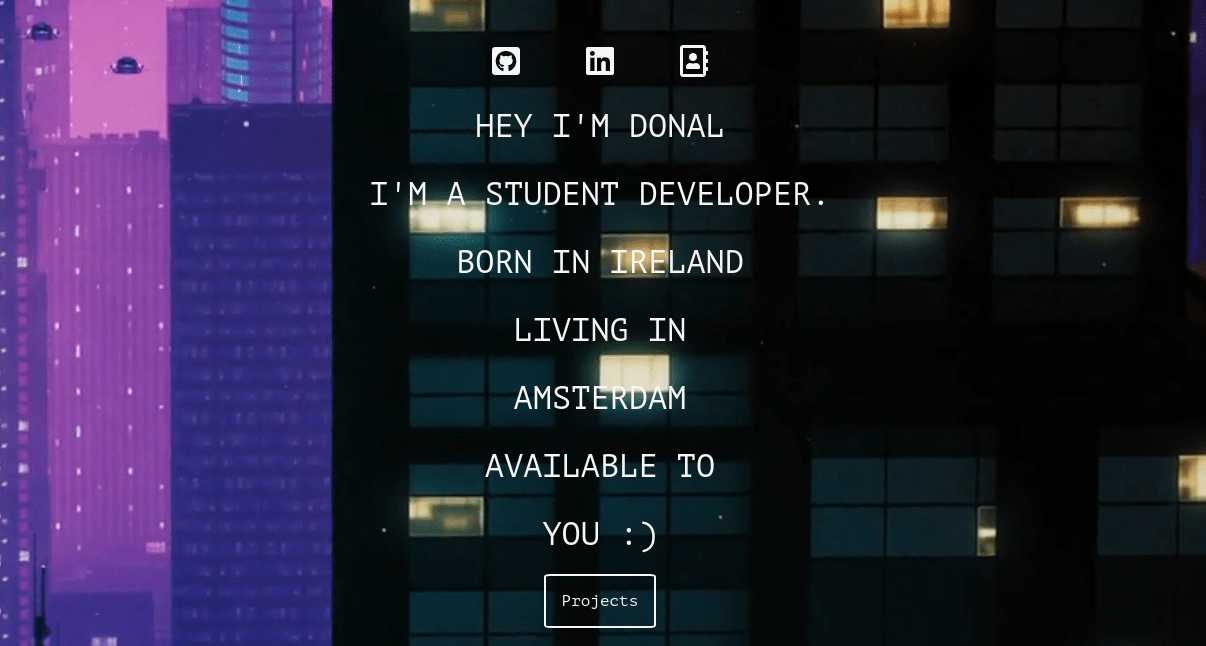 HEY I'M DONAL
I'M A STUDENT DEVELOPER.
BORN IN IRELAND
LIVING IN
AMSTERDAM
AVAILABLE TO
YOU :)
Projects